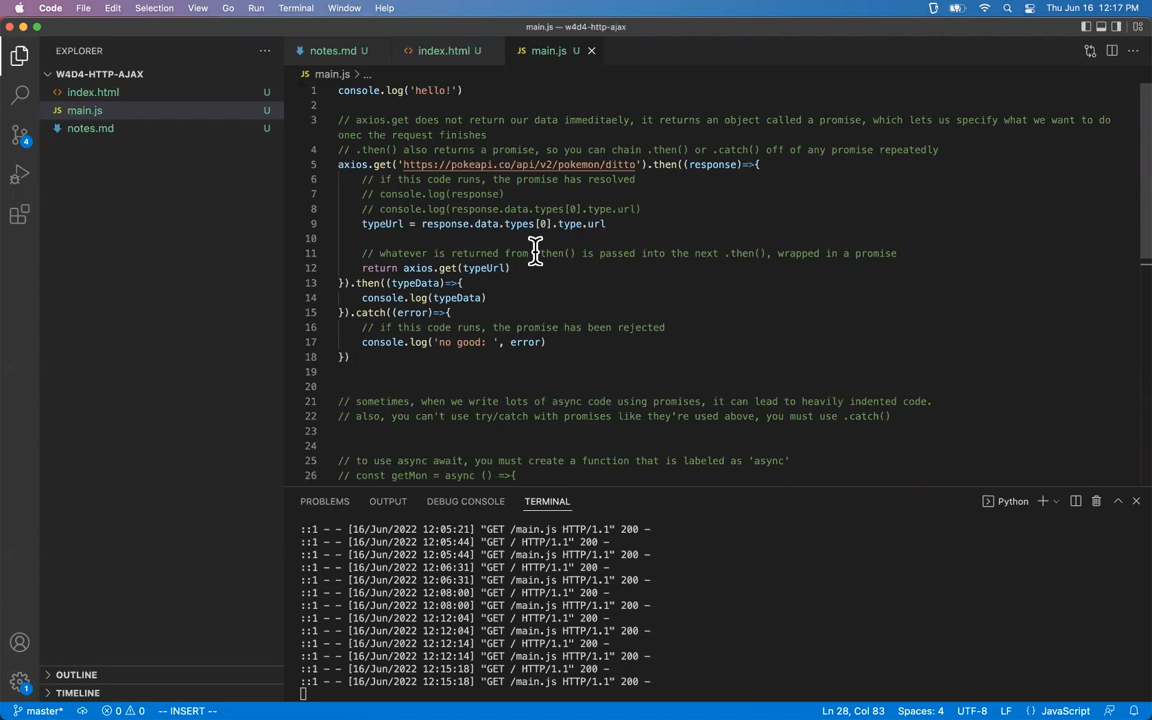 Code File Edit Selection View Go Run Terminal Window Help Thu Jun 16 12:17 PM
main.js — w4d4-http-ajax
EXPLORER
notes.md U index.html U JS main.js U
W4D4-HTTP-AJAX
JS main.js > ...
index.html U
JS main.js U
notes.md U
1 console.log('hello!')
2
3 // axios.get does not return our data immeditaely, it returns an object called a promise, which lets us specify what we want to do
onec the request finishes
4 // .then() also returns a promise, so you can chain .then() or .catch() off of any promise repeatedly
5 axios.get('https://pokeapi.co/api/v2/pokemon/ditto').then((response)=>{
6 // if this code runs, the promise has resolved
7 // console.log(response)
8 // console.log(response.data.types[0].type.url)
9 typeUrl = response.data.types[0].type.url
10
11 // whatever is returned from .then() is passed into the next .then(), wrapped in a promise
12 return axios.get(typeUrl)
13 }).then((typeData)=>{
14 console.log(typeData)
15 }).catch((error)=>{
16 // if this code runs, the promise has been rejected
17 console.log('no good: ', error)
18 })
19
20
21 // sometimes, when we write lots of async code using promises, it can lead to heavily indented code.
22 // also, you can't use try/catch with promises like they're used above, you must use .catch()
23
24
25 // to use async await, you must create a function that is labeled as 'async'
26 // const getMon = async () =>{
PROBLEMS OUTPUT DEBUG CONSOLE TERMINAL Python
::1 - - [16/Jun/2022 12:05:21] "GET /main.js HTTP/1.1" 200 -
::1 - - [16/Jun/2022 12:05:44] "GET / HTTP/1.1" 200 -
::1 - - [16/Jun/2022 12:05:44] "GET /main.js HTTP/1.1" 200 -
::1 - - [16/Jun/2022 12:06:31] "GET / HTTP/1.1" 200 -
::1 - - [16/Jun/2022 12:06:31] "GET /main.js HTTP/1.1" 200 -
::1 - - [16/Jun/2022 12:08:00] "GET / HTTP/1.1" 200 -
::1 - - [16/Jun/2022 12:08:00] "GET /main.js HTTP/1.1" 200 -
::1 - - [16/Jun/2022 12:12:04] "GET / HTTP/1.1" 200 -
::1 - - [16/Jun/2022 12:12:04] "GET /main.js HTTP/1.1" 200 -
::1 - - [16/Jun/2022 12:12:14] "GET / HTTP/1.1" 200 -
::1 - - [16/Jun/2022 12:12:14] "GET /main.js HTTP/1.1" 200 -
::1 - - [16/Jun/2022 12:15:18] "GET / HTTP/1.1" 200 -
::1 - - [16/Jun/2022 12:15:18] "GET /main.js HTTP/1.1" 200 -
OUTLINE
TIMELINE
4
1
master* 0 0 -- INSERT -- Ln 28, Col 83 Spaces: 4 UTF-8 LF {} JavaScript